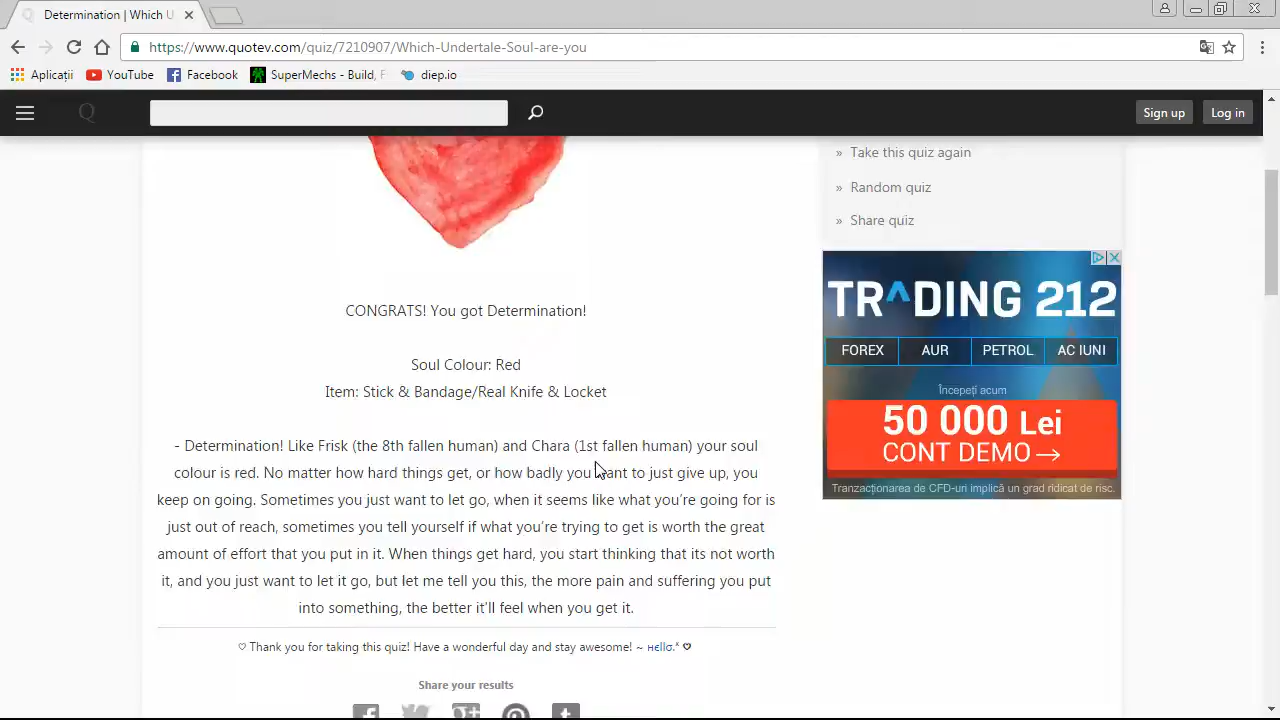 Determination | Which U
https://www.quotev.com/quiz/7210907/Which-Undertale-Soul-are-you
Aplicații YouTube Facebook SuperMechs - Build, F diep.io
Q Sign up Log in
» Take this quiz again
» Random quiz
» Share quiz
TRADING 212
FOREX AUR PETROL ACȚIUNI
Începeți acum
50 000 Lei
CONT DEMO →
Tranzacționarea de CFD-uri implică un grad ridicat de risc.
CONGRATS! You got Determination!
Soul Colour: Red
Item: Stick & Bandage/Real Knife & Locket
- Determination! Like Frisk (the 8th fallen human) and Chara (1st fallen human) your soul
colour is red. No matter how hard things get, or how badly you want to just give up, you
keep on going. Sometimes you just want to let go, when it seems like what you're going for is
just out of reach, sometimes you tell yourself if what you're trying to get is worth the great
amount of effort that you put in it. When things get hard, you start thinking that its not worth
it, and you just want to let it go, but let me tell you this, the more pain and suffering you put
into something, the better it'll feel when you get it.
♡ Thank you for taking this quiz! Have a wonderful day and stay awesome! ~ нєℓℓσ.ˣ ♡
Share your results